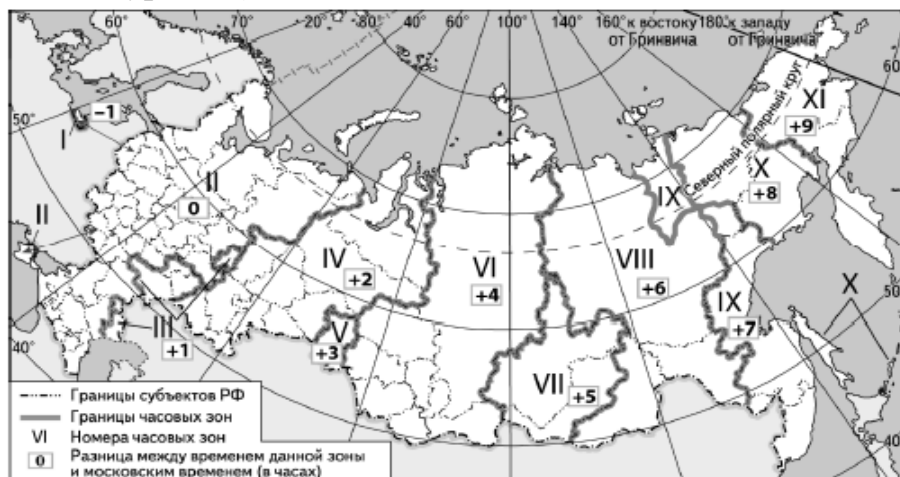 60° 70° 20° 80° 100° 140° 160° к востоку 180° к западу
от Гринвича от Гринвича
60
50°
I
-1
II
0
II
III
+1
40°
IV
+2
V
+3
VI
+4
VII
+5
VIII
+6
IX
Северный полярный круг
X
+8
XI
+9
IX
+7
X
50
40
Границы субъектов РФ
Границы часовых зон
VI Номера часовых зон
0 Разница между временем данной зоны
и московским временем (в часах)